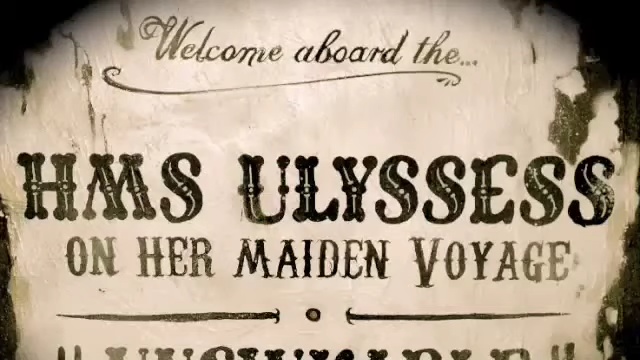 Welcome aboard the...
HMS ULYSSESS
ON HER MAIDEN VOYAGE